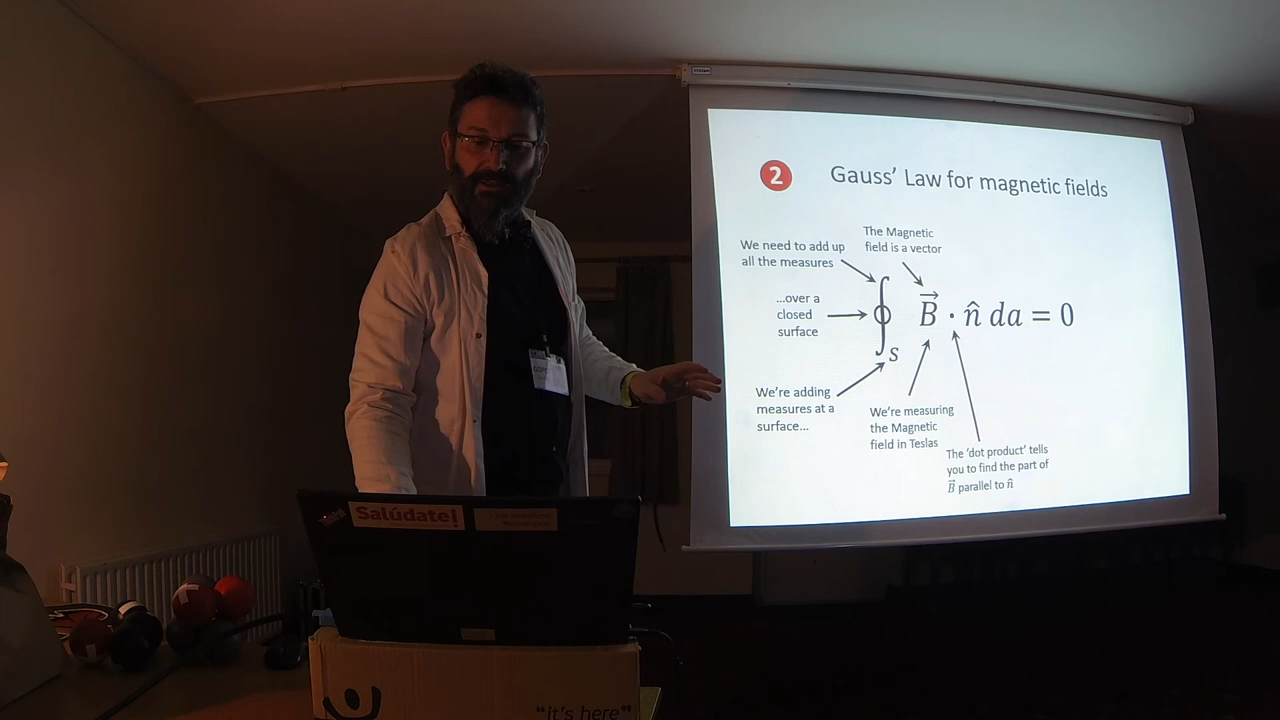 2
Gauss' Law for magnetic fields
The Magnetic
field is a vector
We need to add up
all the measures
...over a
closed
surface
∮S B⃗ · n̂ da = 0
We're adding
measures at a
surface...
We're measuring
the Magnetic
field in Teslas
The 'dot product' tells
you to find the part of
B⃗ parallel to n̂
Salúdate!
"it's here"